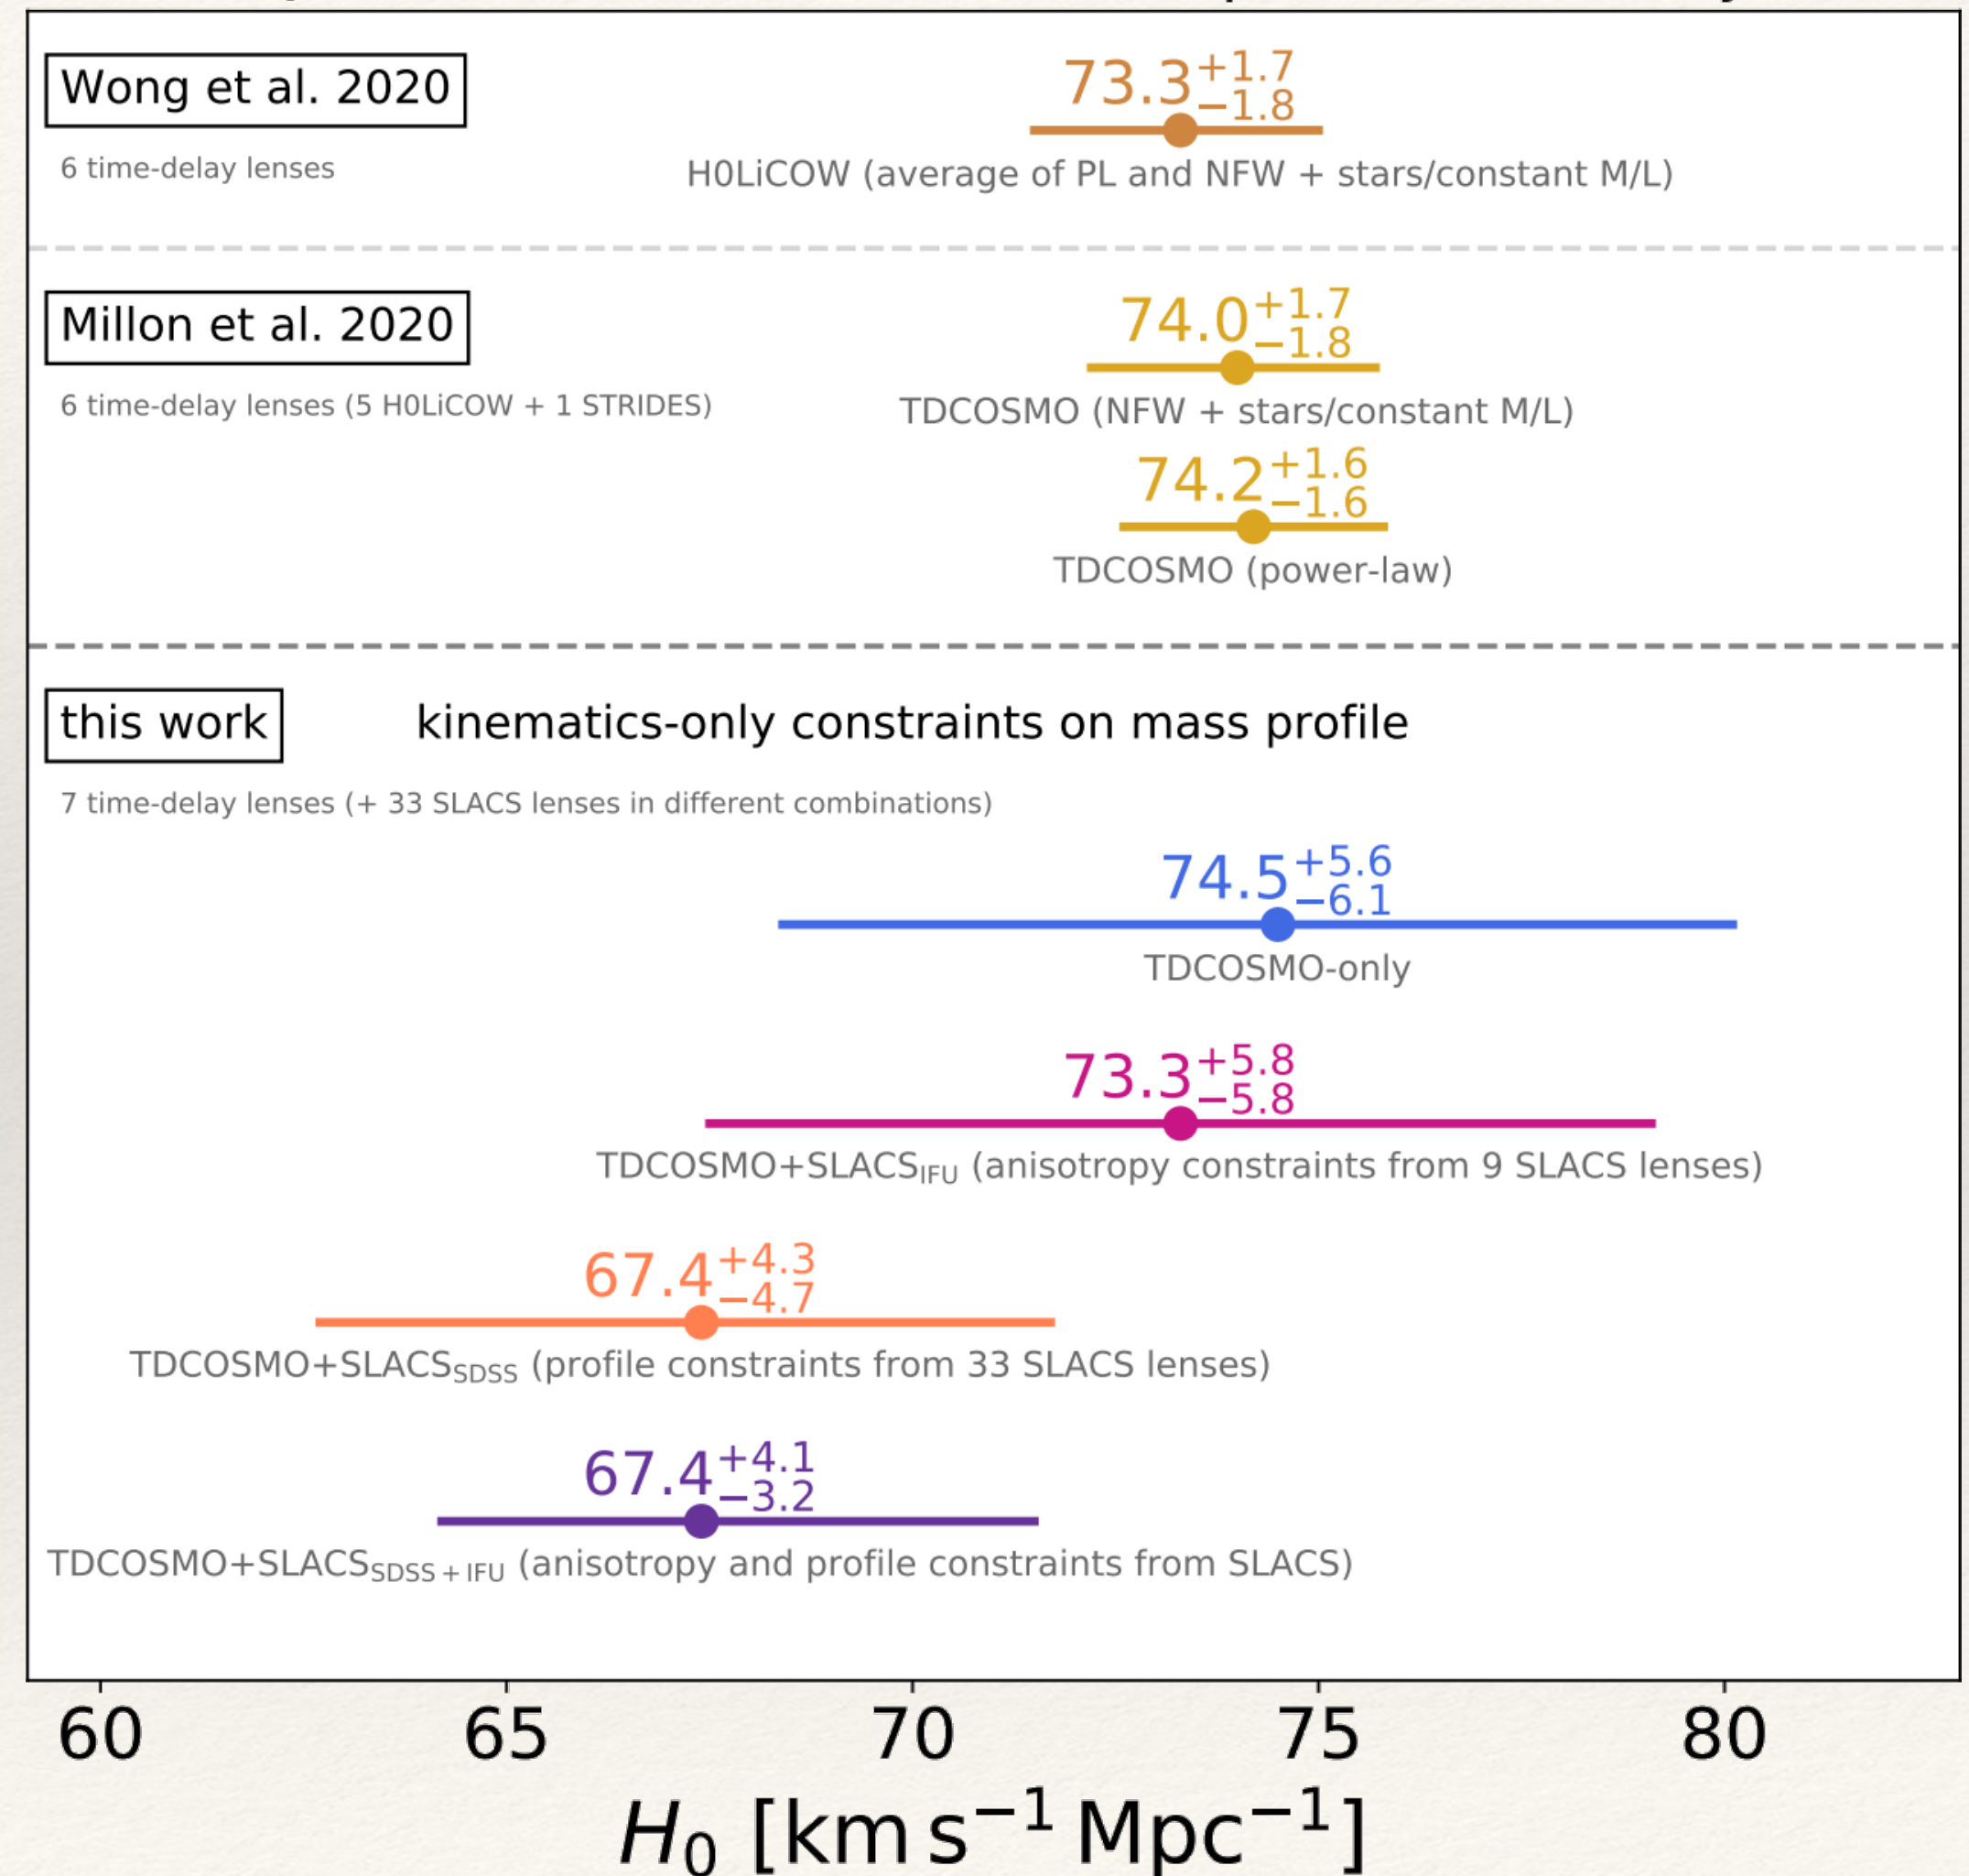 Wong et al. 2020
73.3+1.7−1.8
6 time-delay lenses
H0LiCOW (average of PL and NFW + stars/constant M/L)
Millon et al. 2020
74.0+1.7−1.8
6 time-delay lenses (5 H0LiCOW + 1 STRIDES)
TDCOSMO (NFW + stars/constant M/L)
74.2+1.6−1.6
TDCOSMO (power-law)
this work kinematics-only constraints on mass profile
7 time-delay lenses (+ 33 SLACS lenses in different combinations)
74.5+5.6−6.1
TDCOSMO-only
73.3+5.8−5.8
TDCOSMO+SLACSIFU (anisotropy constraints from 9 SLACS lenses)
67.4+4.3−4.7
TDCOSMO+SLACSSDSS (profile constraints from 33 SLACS lenses)
67.4+4.1−3.2
TDCOSMO+SLACSSDSS + IFU (anisotropy and profile constraints from SLACS)
60 65 70 75 80
H0 [km s−1 Mpc−1]